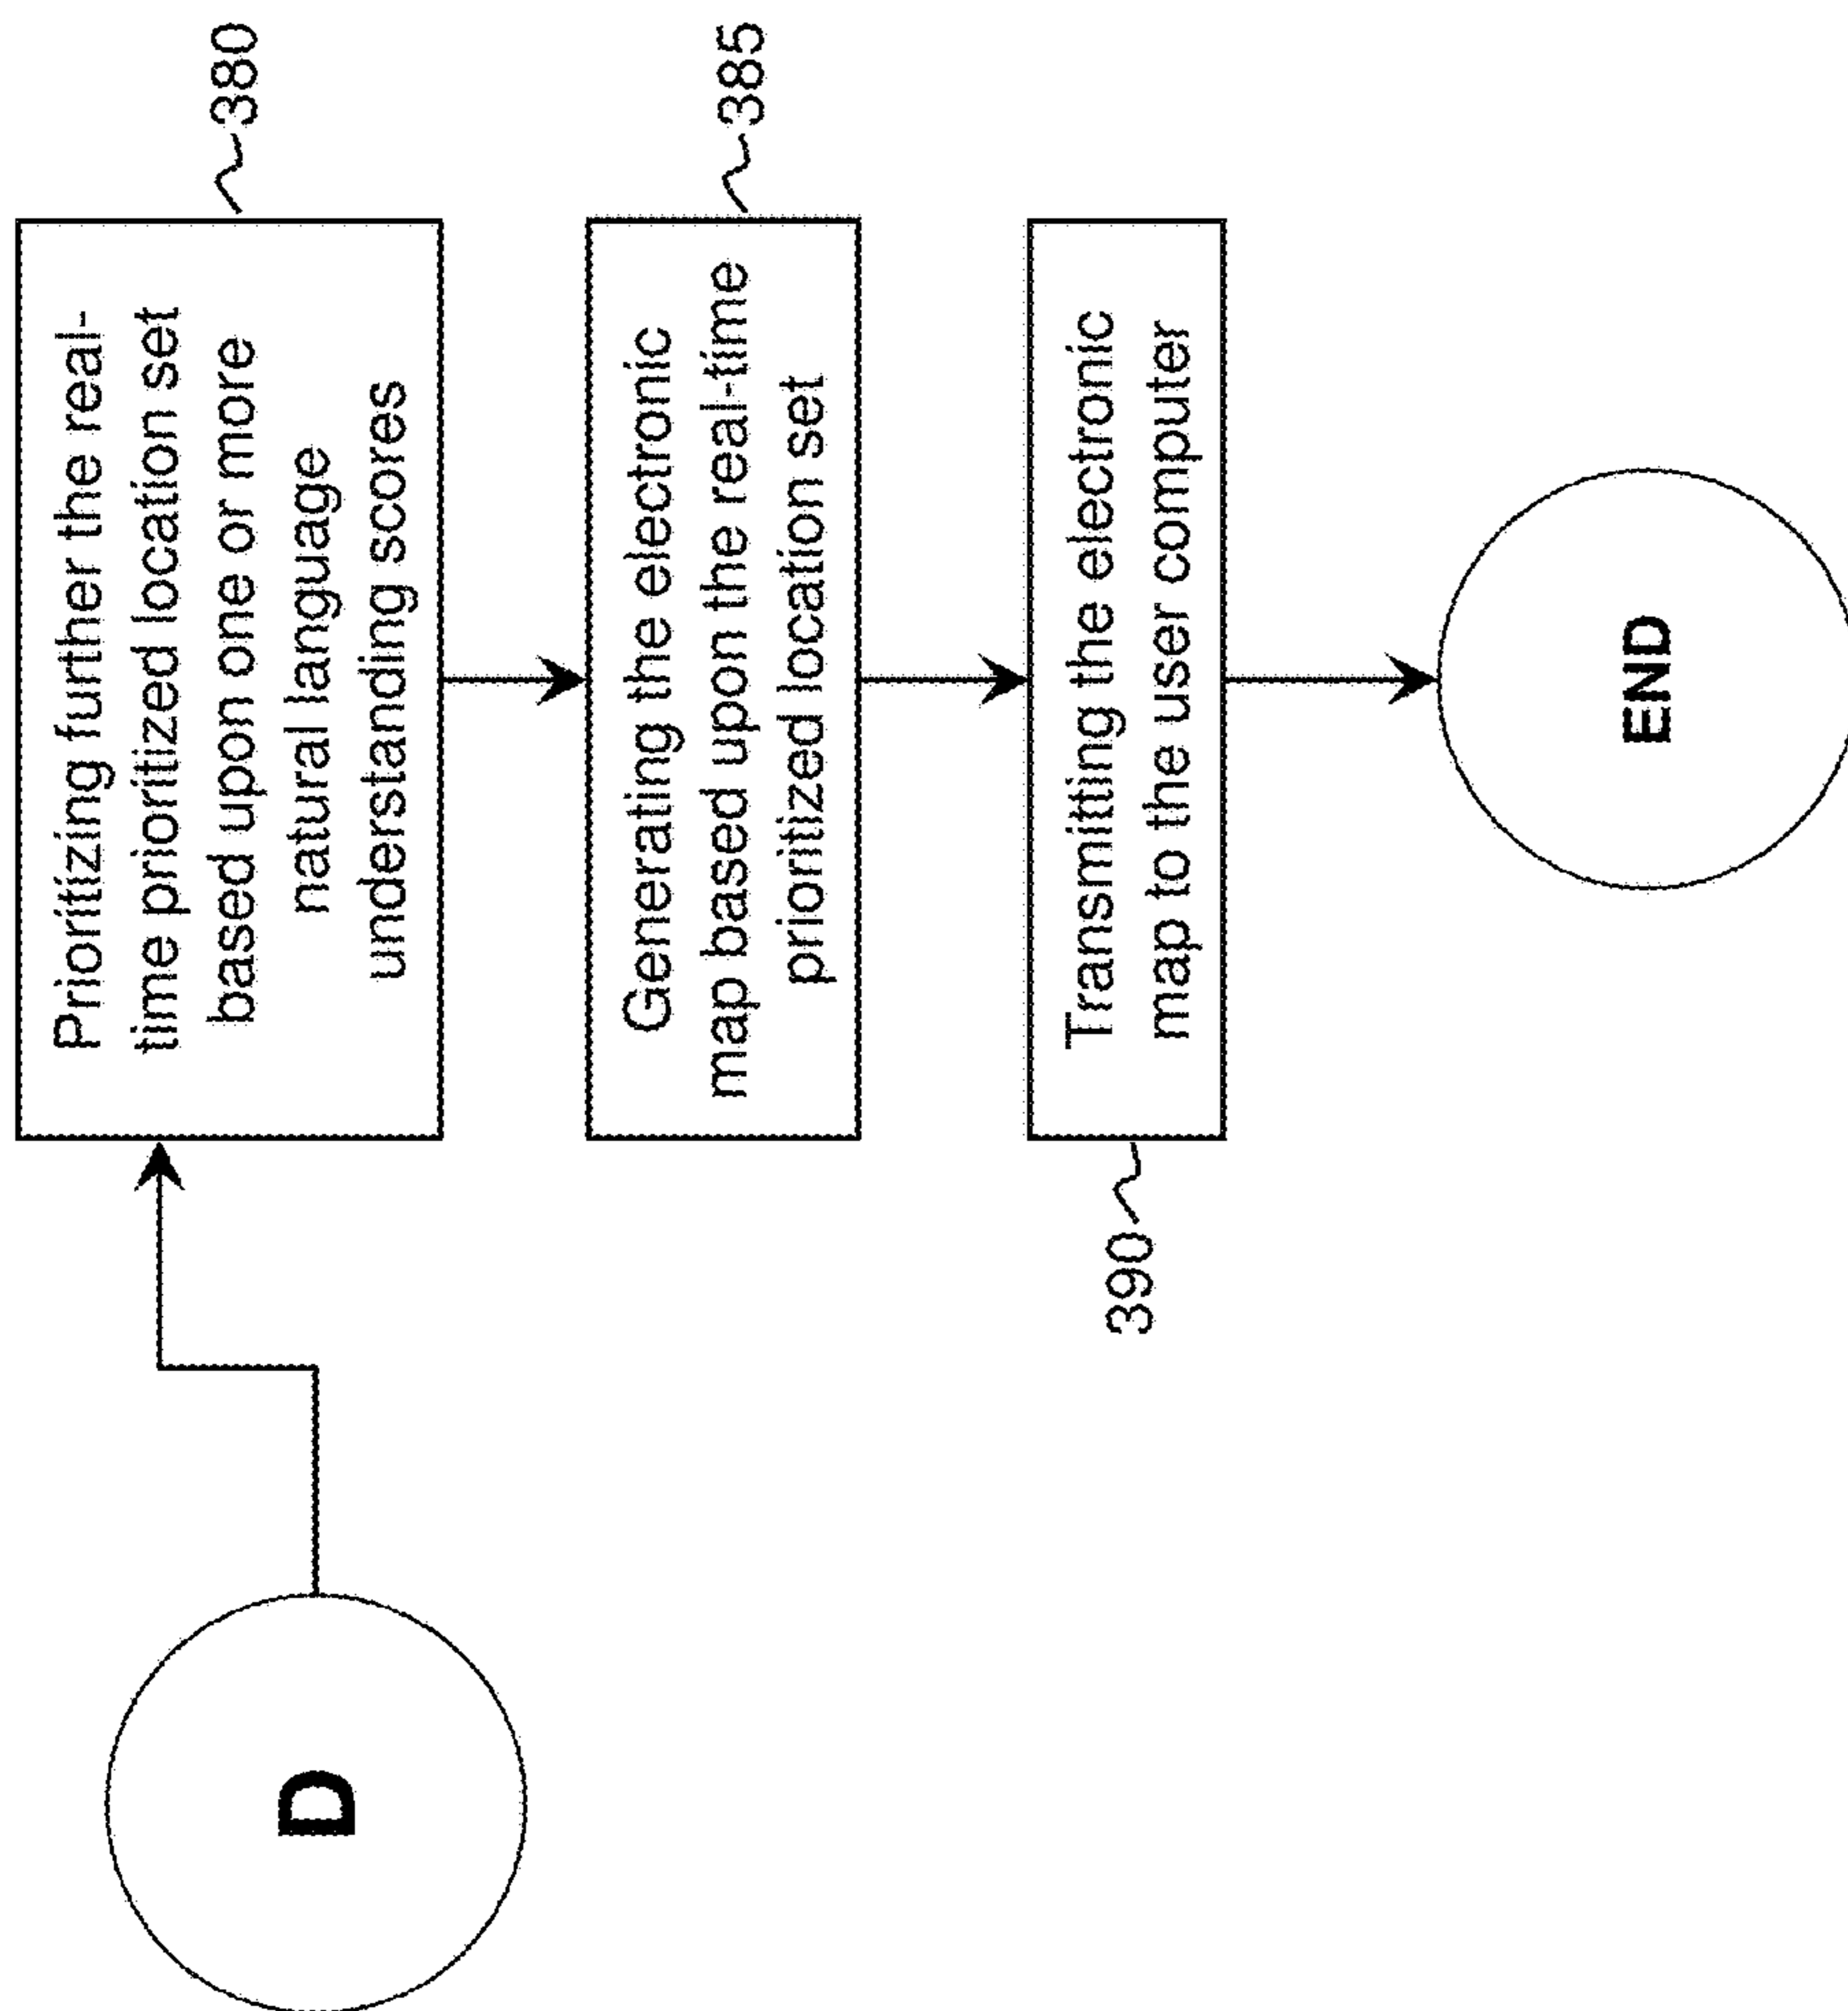 D
Prioritizing further the real-
time prioritized location set
based upon one or more
natural language
understanding scores
380
Generating the electronic
map based upon the real-time
prioritized location set
385
Transmitting the electronic
map to the user computer
390
END